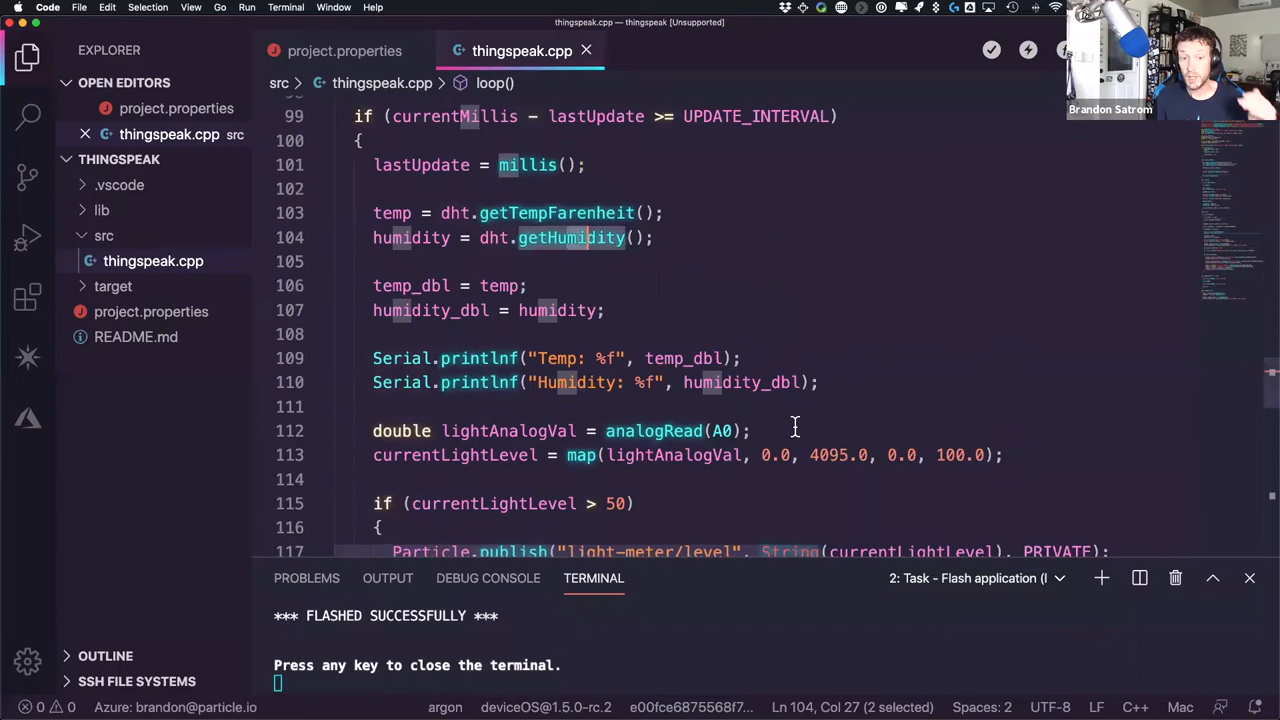 Code File Edit Selection View Go Run Terminal Window Help
thingspeak.cpp — thingspeak [Unsupported]
EXPLORER
project.properties
thingspeak.cpp
OPEN EDITORS
project.properties
thingspeak.cpp src
THINGSPEAK
.vscode
lib
src
thingspeak.cpp
target
project.properties
README.md
OUTLINE
SSH FILE SYSTEMS
src > thingspeak.cpp > loop()
99 if (currentMillis - lastUpdate >= UPDATE_INTERVAL)
100
101 lastUpdate = millis();
102
103 temp = dht.getTempFarenheit();
104 humidity = dht.getHumidity();
105
106 temp_dbl = temp;
107 humidity_dbl = humidity;
108
109 Serial.printlnf("Temp: %f", temp_dbl);
110 Serial.printlnf("Humidity: %f", humidity_dbl);
111
112 double lightAnalogVal = analogRead(A0);
113 currentLightLevel = map(lightAnalogVal, 0.0, 4095.0, 0.0, 100.0);
114
115 if (currentLightLevel > 50)
116 {
117 Particle.publish("light-meter/level", String(currentLightLevel), PRIVATE);
Brandon Satrom
PROBLEMS OUTPUT DEBUG CONSOLE TERMINAL 2: Task - Flash application (l
*** FLASHED SUCCESSFULLY ***
Press any key to close the terminal.
0 0 Azure: brandon@particle.io argon deviceOS@1.5.0-rc.2 e00fce6875575468f7... Ln 104, Col 27 (2 selected) Spaces: 2 UTF-8 LF C++ Mac